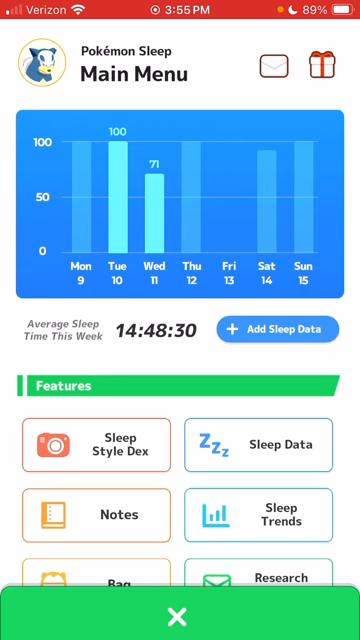 Verizon 3:55 PM 89%
Pokémon Sleep
Main Menu
100
100
71
50
0
Mon Tue Wed Thu Fri Sat Sun
9 10 11 12 13 14 15
Average Sleep
Time This Week
14:48:30
+ Add Sleep Data
Features
Sleep
Style Dex
Zzz
Sleep Data
Notes
Sleep
Trends
Bag
Research